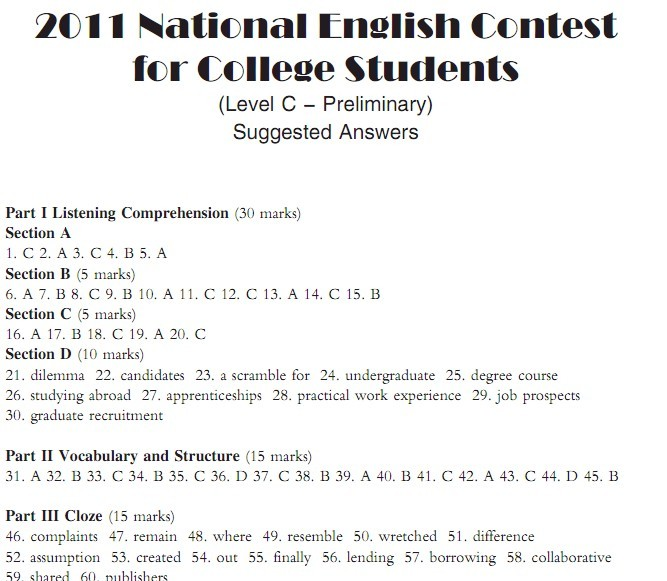 2011 National English Contest
for College Students
(Level C – Preliminary)
Suggested Answers
Part I Listening Comprehension (30 marks)
Section A
1. C 2. A 3. C 4. B 5. A
Section B (5 marks)
6. A 7. B 8. C 9. B 10. A 11. C 12. C 13. A 14. C 15. B
Section C (5 marks)
16. A 17. B 18. C 19. A 20. C
Section D (10 marks)
21. dilemma 22. candidates 23. a scramble for 24. undergraduate 25. degree course
26. studying abroad 27. apprenticeships 28. practical work experience 29. job prospects
30. graduate recruitment
Part II Vocabulary and Structure (15 marks)
31. A 32. B 33. C 34. B 35. C 36. D 37. C 38. B 39. A 40. B 41. C 42. A 43. C 44. D 45. B
Part III Cloze (15 marks)
46. complaints 47. remain 48. where 49. resemble 50. wretched 51. difference
52. assumption 53. created 54. out 55. finally 56. lending 57. borrowing 58. collaborative
59. shared 60. publishers